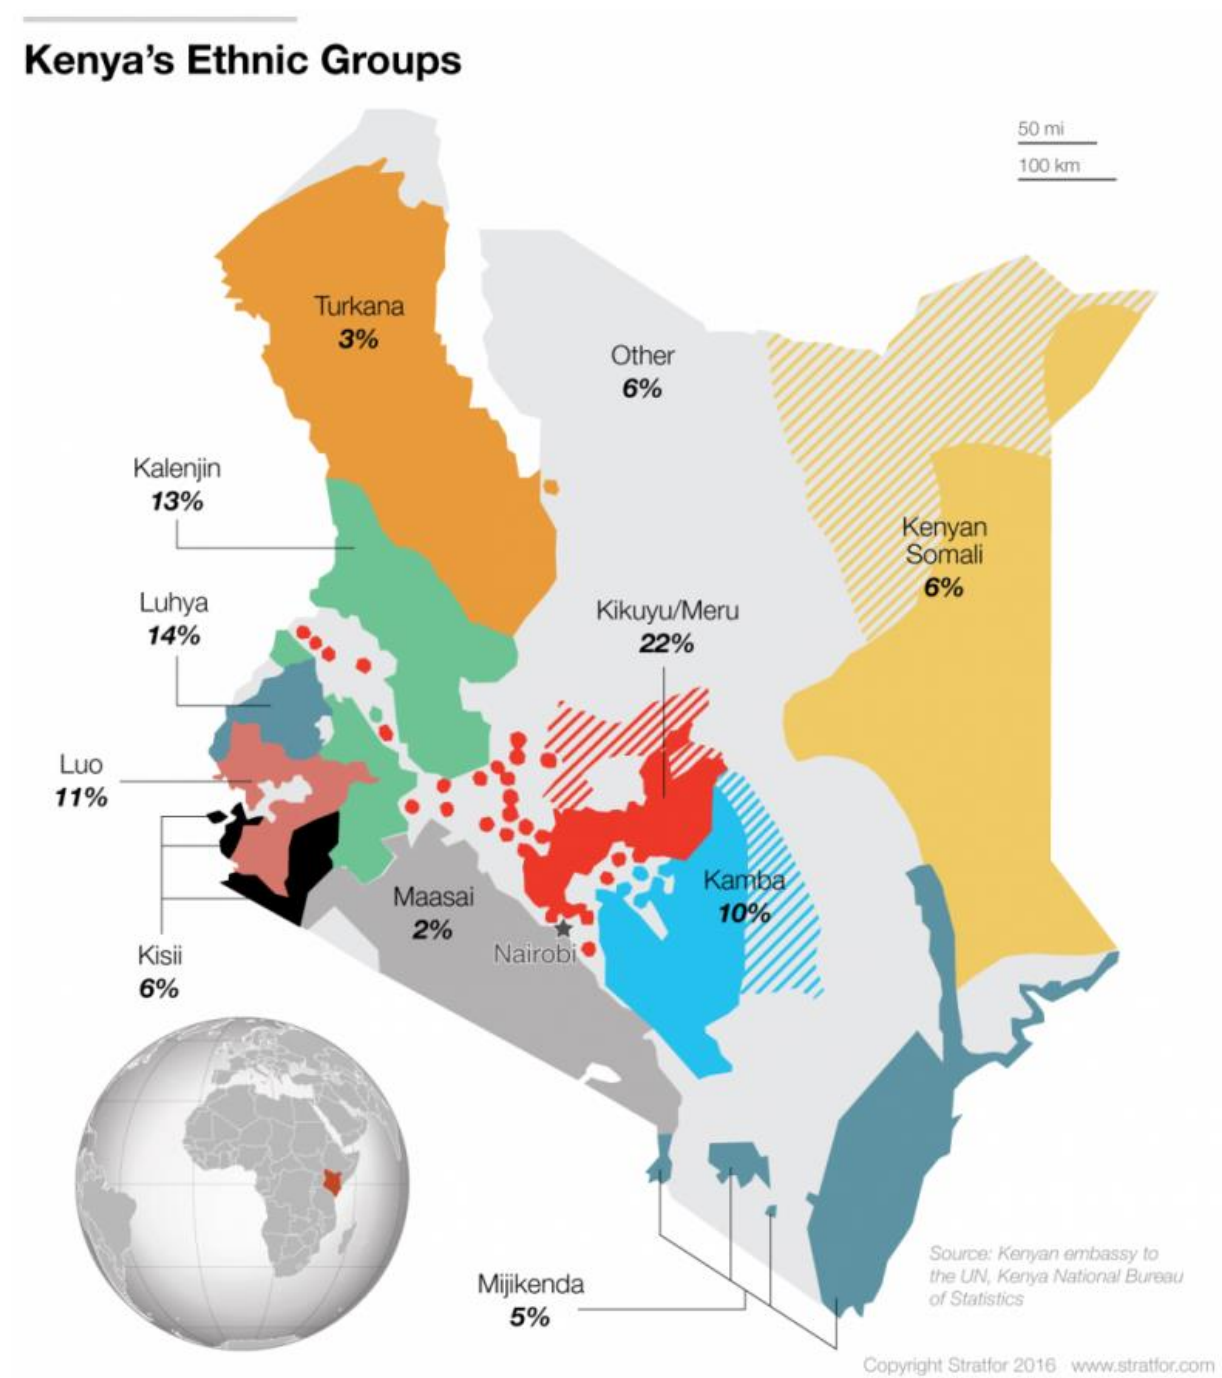 Kenya's Ethnic Groups
50 mi
100 km
Turkana
3%
Other
6%
Kalenjin
13%
Kenyan
Somali
6%
Luhya
14%
Kikuyu/Meru
22%
Luo
11%
Maasai
2%
Kamba
10%
Nairobi
Kisii
6%
Mijikenda
5%
Source: Kenyan embassy to
the UN, Kenya National Bureau
of Statistics
Copyright Stratfor 2016 www.stratfor.com